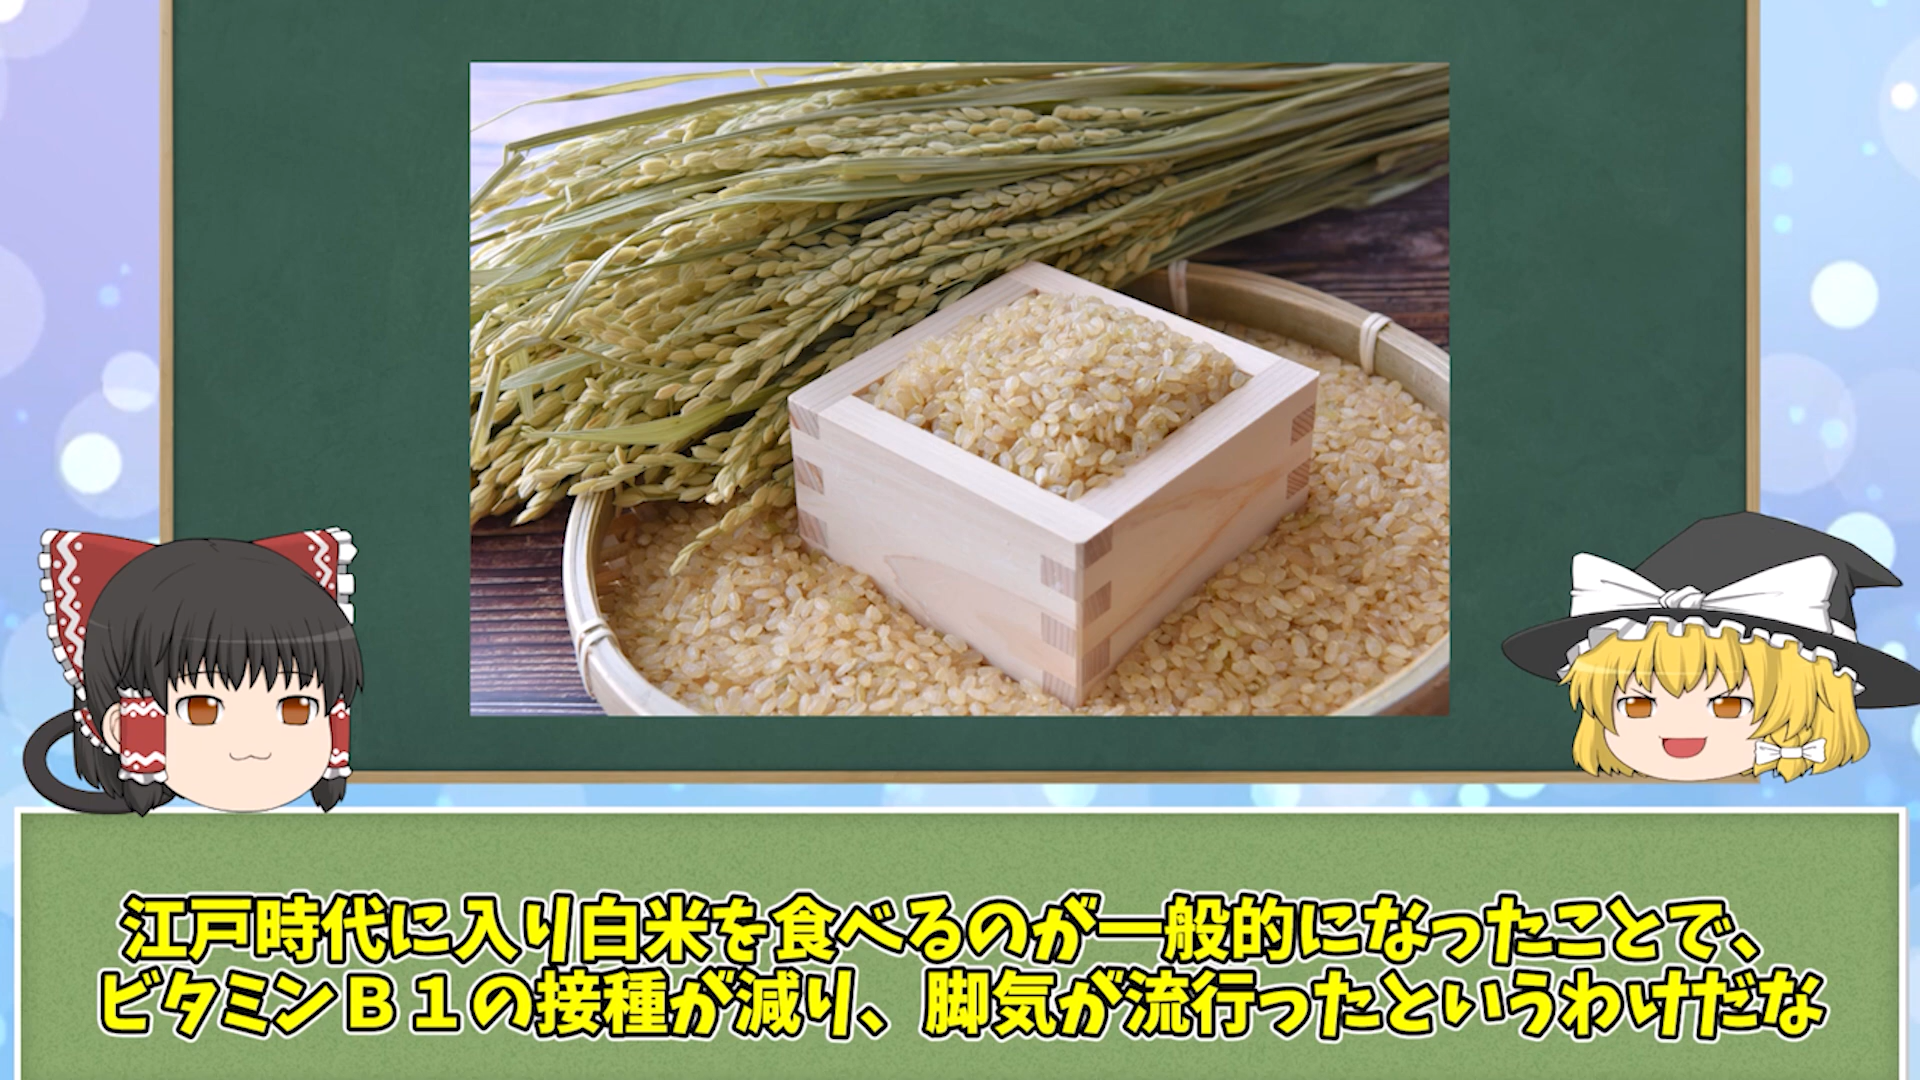 江戸時代に入り白米を食べるのが一般的になったことで、
ビタミンＢ１の接種が減り、脚気が流行ったというわけだな